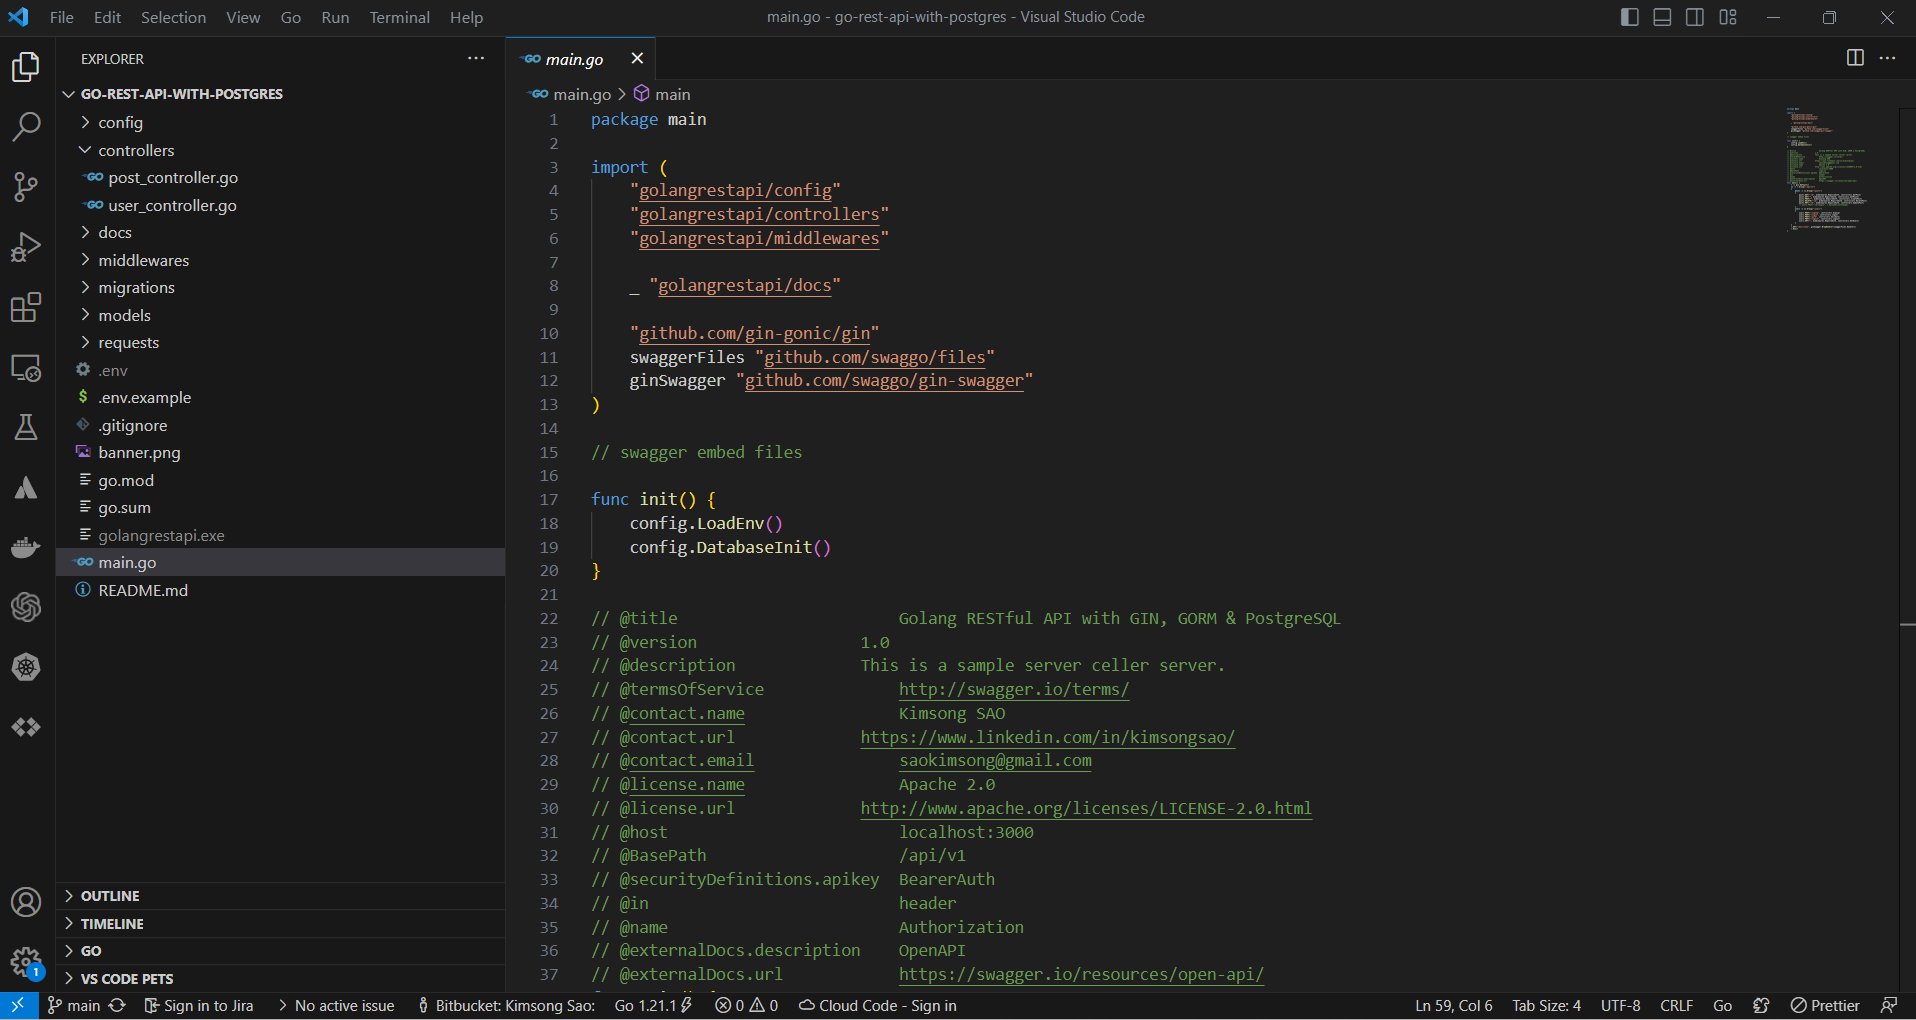 File Edit Selection View Go Run Terminal Help
main.go - go-rest-api-with-postgres - Visual Studio Code
EXPLORER
GO-REST-API-WITH-POSTGRES
config
controllers
GO post_controller.go
GO user_controller.go
docs
middlewares
migrations
models
requests
.env
$ .env.example
.gitignore
banner.png
go.mod
go.sum
golangrestapi.exe
GO main.go
README.md
OUTLINE
TIMELINE
GO
VS CODE PETS
GO main.go
GO main.go > main
1 package main
2
3 import (
4 "golangrestapi/config"
5 "golangrestapi/controllers"
6 "golangrestapi/middlewares"
7
8 _ "golangrestapi/docs"
9
10 "github.com/gin-gonic/gin"
11 swaggerFiles "github.com/swaggo/files"
12 ginSwagger "github.com/swaggo/gin-swagger"
13 )
14
15 // swagger embed files
16
17 func init() {
18 config.LoadEnv()
19 config.DatabaseInit()
20 }
21
22 // @title Golang RESTful API with GIN, GORM & PostgreSQL
23 // @version 1.0
24 // @description This is a sample server celler server.
25 // @termsOfService http://swagger.io/terms/
26 // @contact.name Kimsong SAO
27 // @contact.url https://www.linkedin.com/in/kimsongsao/
28 // @contact.email saokimsong@gmail.com
29 // @license.name Apache 2.0
30 // @license.url http://www.apache.org/licenses/LICENSE-2.0.html
31 // @host localhost:3000
32 // @BasePath /api/v1
33 // @securityDefinitions.apikey BearerAuth
34 // @in header
35 // @name Authorization
36 // @externalDocs.description OpenAPI
37 // @externalDocs.url https://swagger.io/resources/open-api/
1
main Sign in to Jira No active issue Bitbucket: Kimsong Sao: Go 1.21.1 0 0 Cloud Code - Sign in Ln 59, Col 6 Tab Size: 4 UTF-8 CRLF Go Prettier